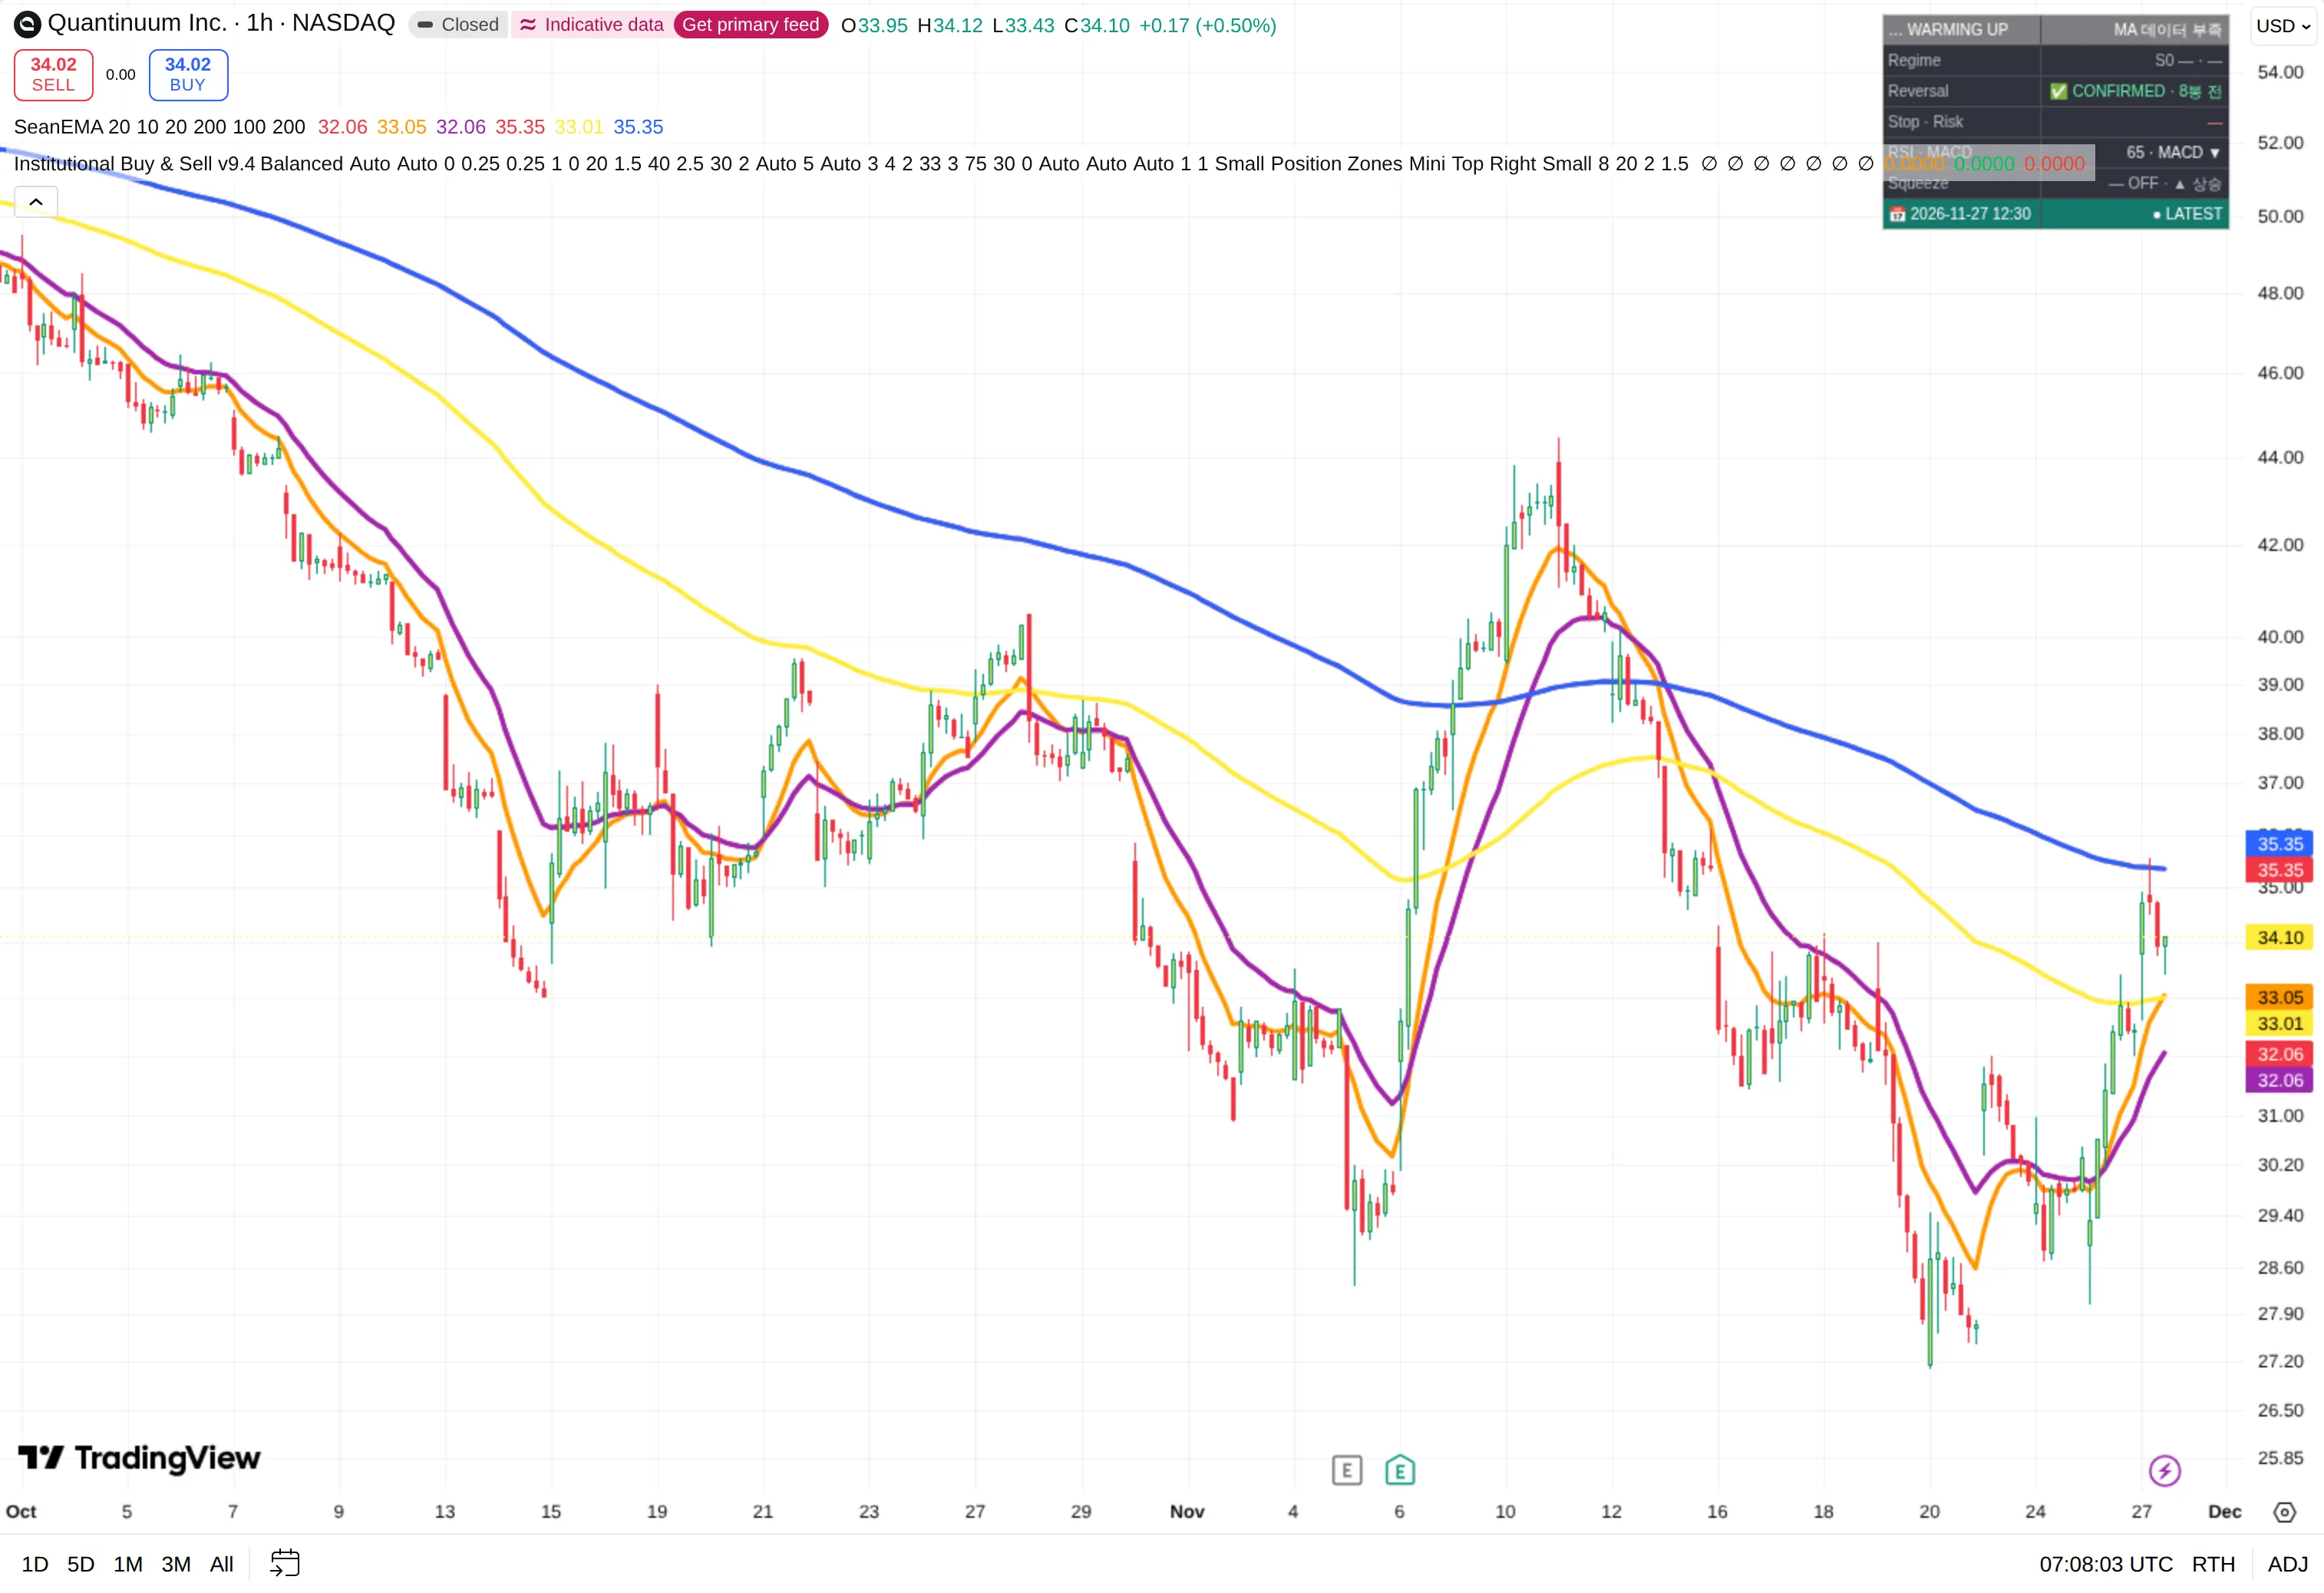 Quantinuum Inc. · 1h · NASDAQ Closed Indicative data Get primary feed O33.95 H34.12 L33.43 C34.10 +0.17 (+0.50%)
34.02 SELL 0.00 34.02 BUY
SeanEMA 20 10 20 200 100 200 32.06 33.05 32.06 35.35 33.01 35.35
Institutional Buy & Sell v9.4 Balanced Auto Auto 0 0.25 0.25 1 0 20 1.5 40 2.5 30 2 Auto 5 Auto 3 4 2 33 3 75 30 0 Auto Auto Auto 1 1 Small Position Zones Mini Top Right Small 8 20 2 1.5 ∅ ∅ ∅ ∅ ∅ ∅ ∅ 0.0000 0.0000 0.0000
... WARMING UP MA 데이터 부족
Regime S0 — · —
Reversal ✅ CONFIRMED · 8봉 전
Stop · Risk —
RSI · MACD 65 · MACD ▼
Squeeze — OFF · ▲ 상승
📅 2026-11-27 12:30 ● LATEST
USD
54.00
52.00
50.00
48.00
46.00
44.00
42.00
40.00
39.00
38.00
37.00
35.35
35.35
35.00
34.10
33.05
33.01
32.06
32.06
31.00
30.20
29.40
28.60
27.90
27.20
26.50
25.85
E E
TradingView
Oct 5 7 9 13 15 19 21 23 27 29 Nov 4 6 10 12 16 18 20 24 27 Dec
1D 5D 1M 3M All 07:08:03 UTC RTH ADJ